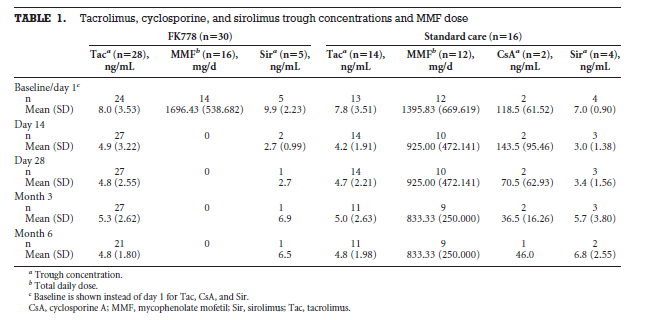 TABLE 1. Tacrolimus, cyclosporine, and sirolimus trough concentrations and MMF dose
FK778 (n=30) Standard care (n=16)
Tacᵃ (n=28), MMFᵇ (n=16), Sirᵃ (n=5), Tacᵃ (n=14), MMFᵇ (n=12), CsAᵃ (n=2), Sirᵃ (n=4),
ng/mL mg/d ng/mL ng/mL mg/d ng/mL ng/mL
Baseline/day 1ᶜ
n 24 14 5 13 12 2 4
Mean (SD) 8.0 (3.53) 1696.43 (538.682) 9.9 (2.23) 7.8 (3.51) 1395.83 (669.619) 118.5 (61.52) 7.0 (0.90)
Day 14
n 27 0 2 14 10 2 3
Mean (SD) 4.9 (3.22) 2.7 (0.99) 4.2 (1.91) 925.00 (472.141) 143.5 (95.46) 3.0 (1.38)
Day 28
n 27 0 1 14 10 2 3
Mean (SD) 4.8 (2.55) 2.7 4.7 (2.21) 925.00 (472.141) 70.5 (62.93) 3.4 (1.56)
Month 3
n 27 0 1 11 9 2 3
Mean (SD) 5.3 (2.62) 6.9 5.0 (2.63) 833.33 (250.000) 36.5 (16.26) 5.7 (3.80)
Month 6
n 21 0 1 11 9 1 2
Mean (SD) 4.8 (1.80) 6.5 4.8 (1.98) 833.33 (250.000) 46.0 6.8 (2.55)
ᵃ Trough concentration.
ᵇ Total daily dose.
ᶜ Baseline is shown instead of day 1 for Tac, CsA, and Sir.
CsA, cyclosporine A; MMF, mycophenolate mofetil; Sir, sirolimus; Tac, tacrolimus.